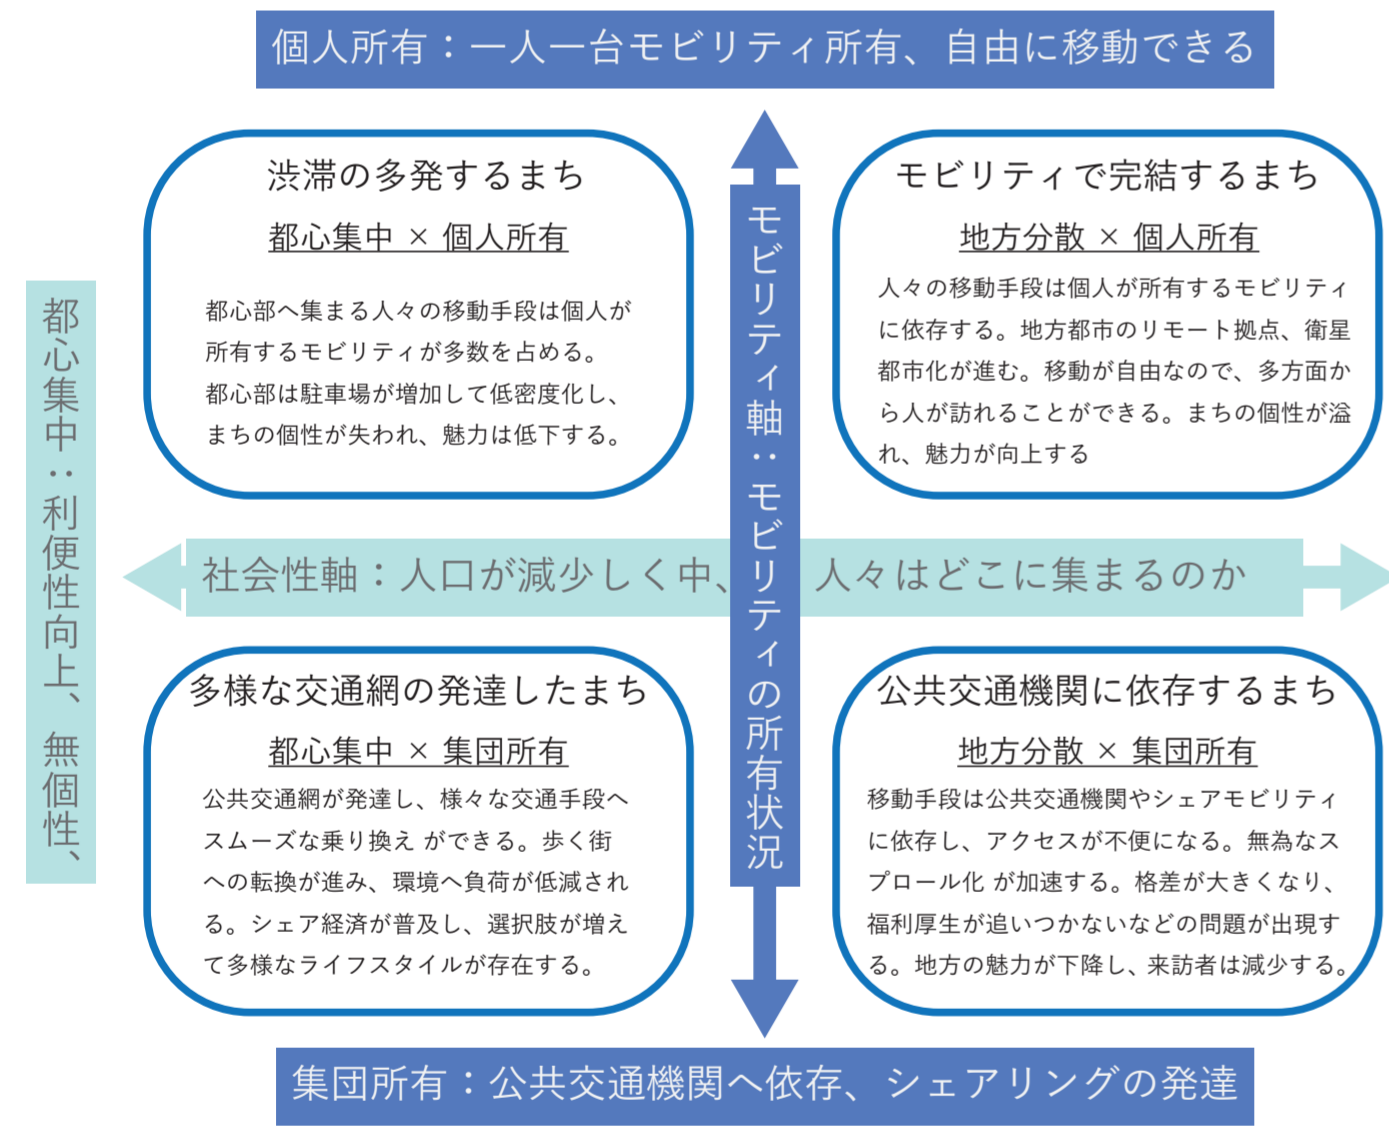 個人所有：一人一台モビリティ所有、自由に移動できる
渋滞の多発するまち
都心集中 × 個人所有
都心部へ集まる人々の移動手段は個人が
所有するモビリティが多数を占める。
都心部は駐車場が増加して低密度化し、
まちの個性が失われ、魅力は低下する。
モビリティで完結するまち
地方分散 × 個人所有
人々の移動手段は個人が所有するモビリティ
に依存する。地方都市のリモート拠点、衛星
都市化が進む。移動が自由なので、多方面か
ら人が訪れることができる。まちの個性が溢
れ、魅力が向上する
都心集中：利便性向上、無個性、
モビリティ軸：モビリティの所有状況
社会性軸：人口が減少しく中、 人々はどこに集まるのか
多様な交通網の発達したまち
都心集中 × 集団所有
公共交通網が発達し、様々な交通手段へ
スムーズな乗り換え ができる。歩く街
への転換が進み、環境へ負荷が低減され
る。シェア経済が普及し、選択肢が増え
て多様なライフスタイルが存在する。
公共交通機関に依存するまち
地方分散 × 集団所有
移動手段は公共交通機関やシェアモビリティ
に依存し、アクセスが不便になる。無為なス
プロール化 が加速する。格差が大きくなり、
福利厚生が追いつかないなどの問題が出現す
る。地方の魅力が下降し、来訪者は減少する。
集団所有：公共交通機関へ依存、シェアリングの発達